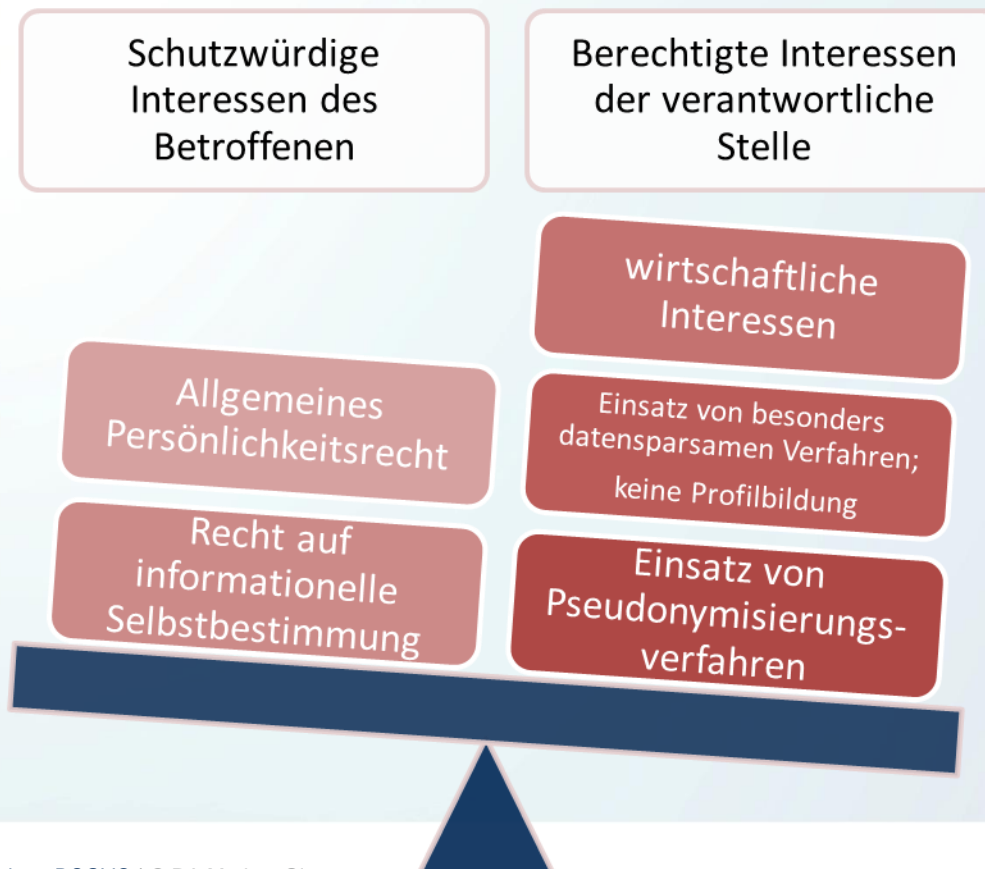 Schutzwürdige
Interessen des
Betroffenen
Berechtigte Interessen
der verantwortliche
Stelle
wirtschaftliche
Interessen
Allgemeines
Persönlichkeitsrecht
Einsatz von besonders
datensparsamen Verfahren;
keine Profilbildung
Recht auf
informationelle
Selbstbestimmung
Einsatz von
Pseudonymisierungs-
verfahren